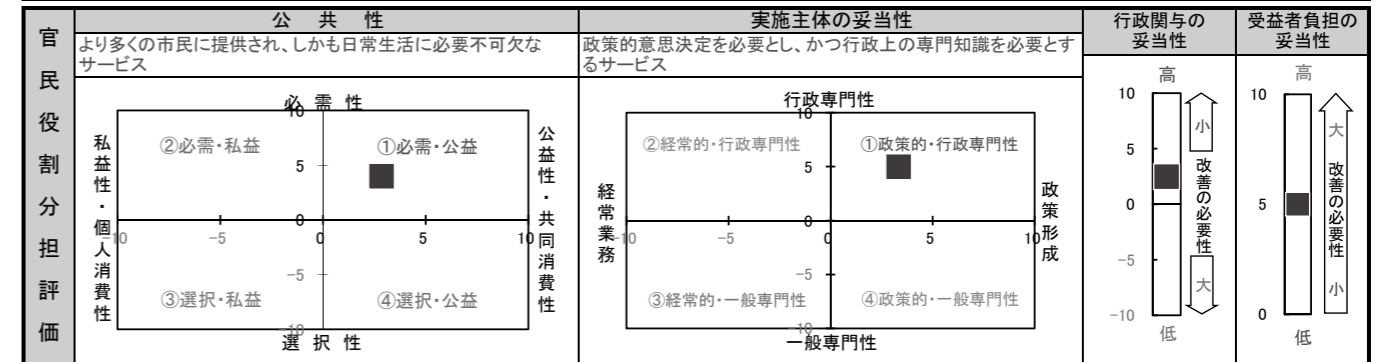 官民役割分担評価
公共性
より多くの市民に提供され、しかも日常生活に必要不可欠な
サービス
必需性
10
②必需・私益
①必需・公益
5
私益性・個人消費性
公益性・共同消費性
0
-10
-5
0
5
10
-5
③選択・私益
④選択・公益
-10
選択性
実施主体の妥当性
政策的意思決定を必要とし、かつ行政上の専門知識を必要とす
るサービス
行政専門性
10
②経常的・行政専門性
①政策的・行政専門性
5
経常業務
政策形成
0
-10
-5
0
5
10
-5
③経常的・一般専門性
④政策的・一般専門性
-10
一般専門性
行政関与の
妥当性
高
10
5
0
-5
-10
低
小
改善の必要性
大
受益者負担の
妥当性
高
10
5
0
低
大
改善の必要性
小